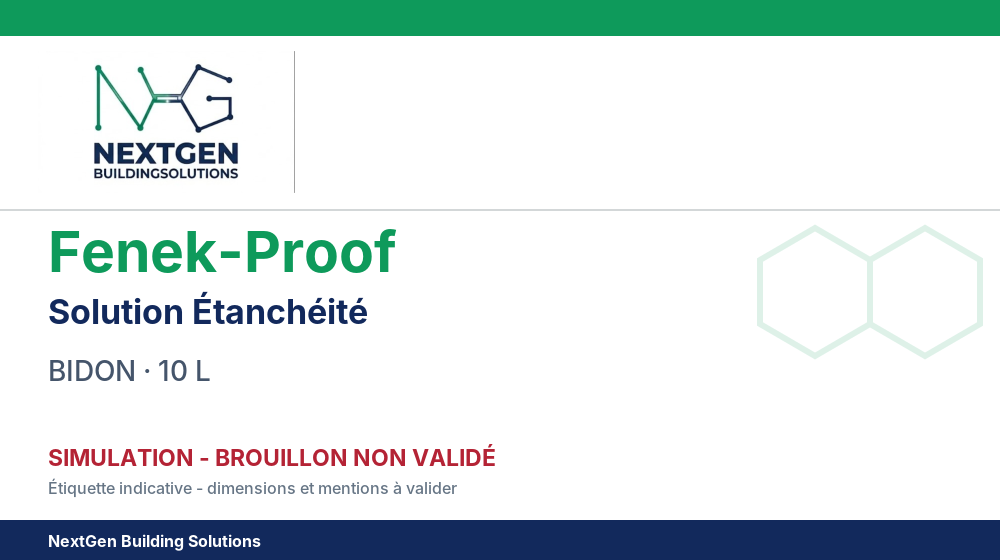 NEXTGEN
BUILDINGSOLUTIONS
Fenek-Proof
Solution Étanchéité
BIDON · 10 L
SIMULATION - BROUILLON NON VALIDÉ
Étiquette indicative - dimensions et mentions à valider
NextGen Building Solutions